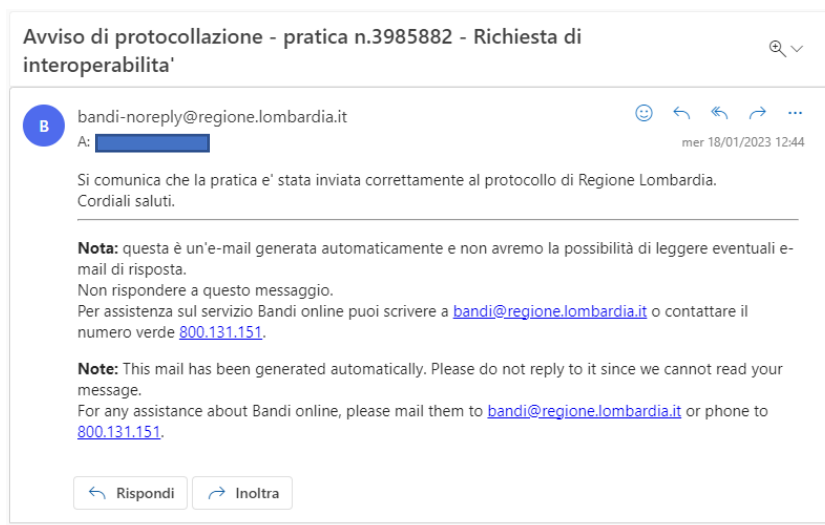 Avviso di protocollazione - pratica n.3985882 - Richiesta di
interoperabilita'
B
bandi-noreply@regione.lombardia.it
A:
mer 18/01/2023 12:44
Si comunica che la pratica e' stata inviata correttamente al protocollo di Regione Lombardia.
Cordiali saluti.
Nota: questa è un'e-mail generata automaticamente e non avremo la possibilità di leggere eventuali e-
mail di risposta.
Non rispondere a questo messaggio.
Per assistenza sul servizio Bandi online puoi scrivere a bandi@regione.lombardia.it o contattare il
numero verde 800.131.151.
Note: This mail has been generated automatically. Please do not reply to it since we cannot read your
message.
For any assistance about Bandi online, please mail them to bandi@regione.lombardia.it or phone to
800.131.151.
Rispondi
Inoltra